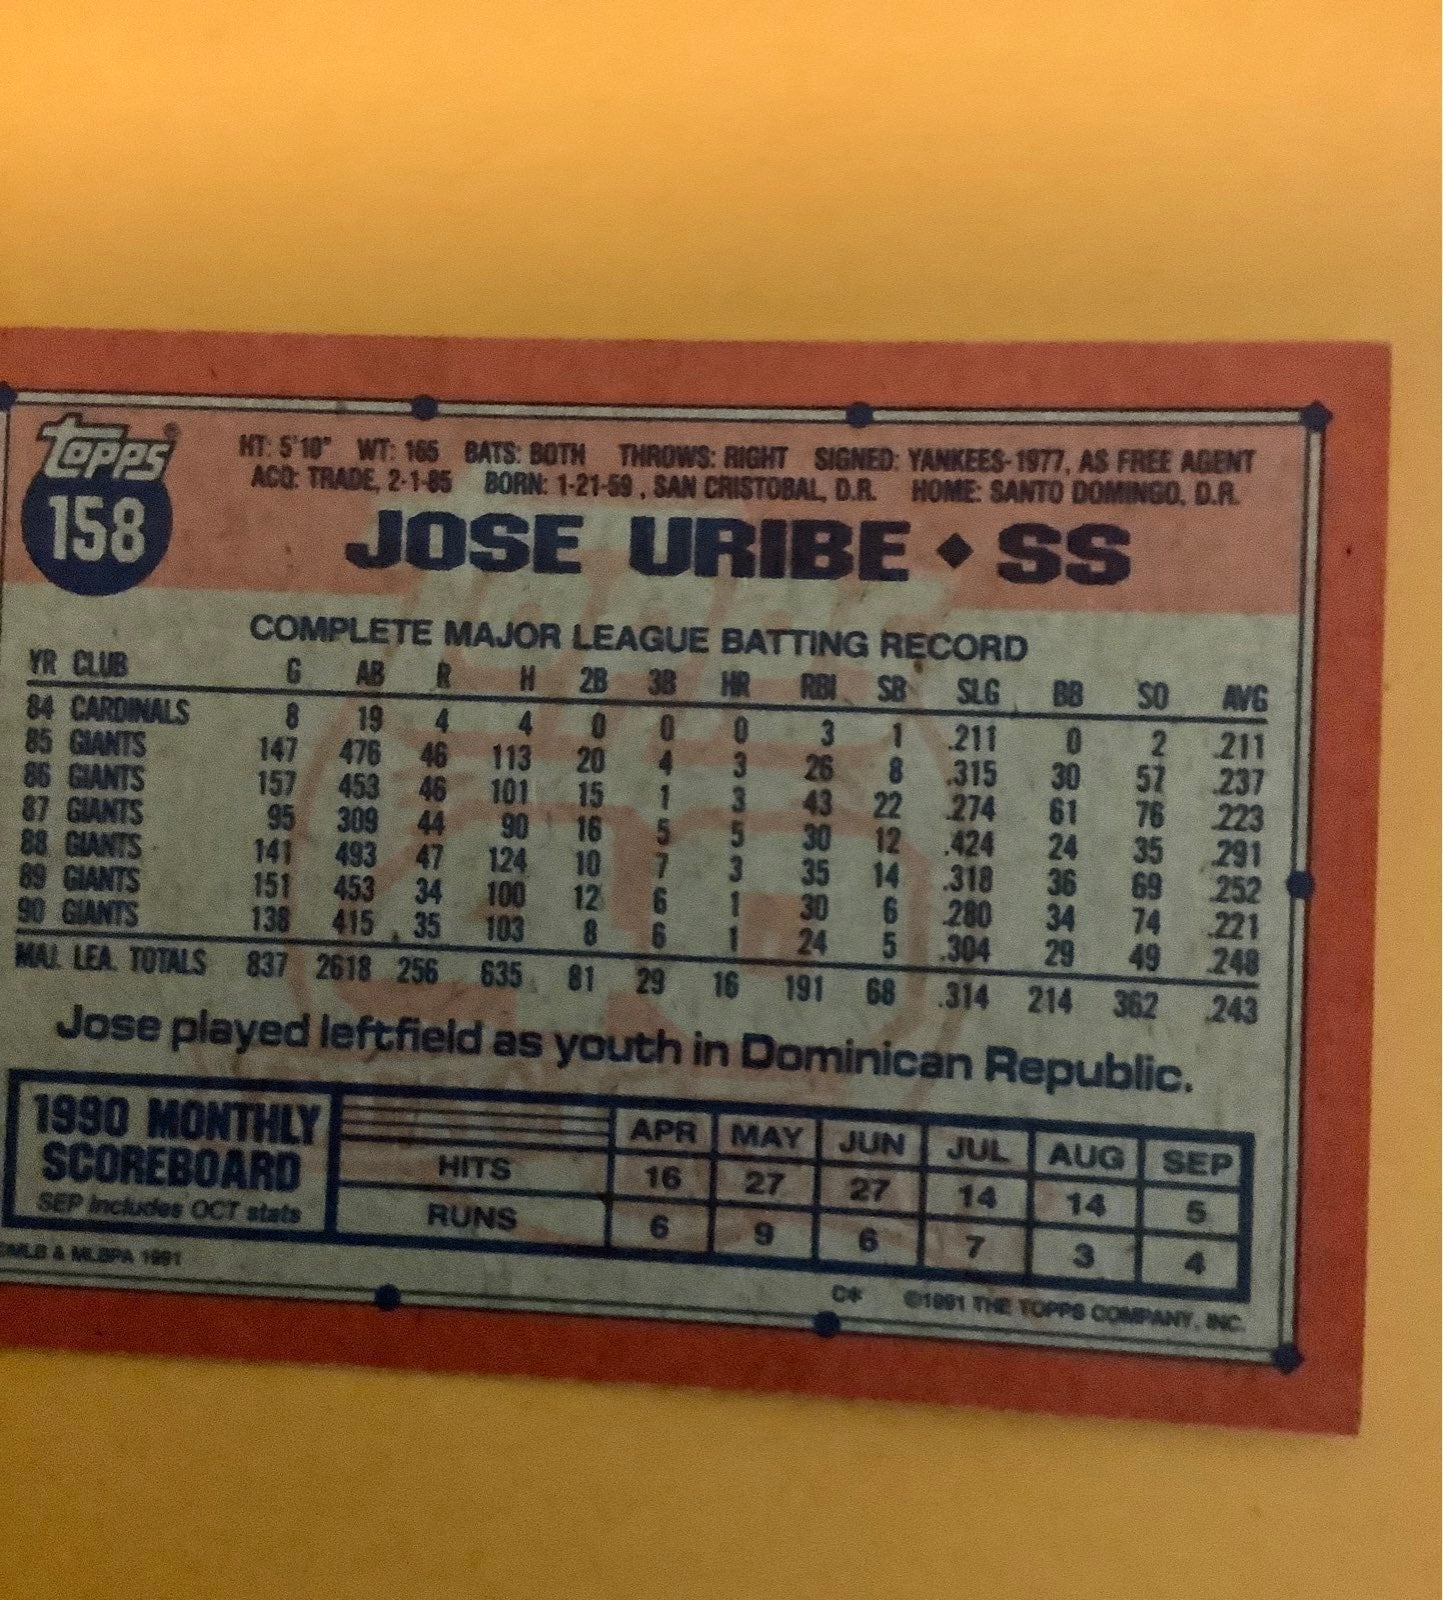 Topps®
158
HT: 5'10" WT: 165 BATS: BOTH THROWS: RIGHT SIGNED: YANKEES-1977, AS FREE AGENT
ACQ: TRADE, 2-1-85 BORN: 1-21-59, SAN CRISTOBAL, D.R. HOME: SANTO DOMINGO, D.R.
JOSE URIBE ◆ SS
COMPLETE MAJOR LEAGUE BATTING RECORD
YR CLUB G AB R H 2B 3B HR RBI SB SLG BB SO AVG
84 CARDINALS 8 19 4 4 0 0 0 3 1 .211 0 2 .211
85 GIANTS 147 476 46 113 20 4 3 26 8 .315 30 57 .237
86 GIANTS 157 453 46 101 15 1 3 43 22 .274 61 76 .223
87 GIANTS 95 309 44 90 16 5 5 30 12 .424 24 35 .291
88 GIANTS 141 493 47 124 10 7 3 35 14 .318 36 69 .252
89 GIANTS 151 453 34 100 12 6 1 30 6 .280 34 74 .221
90 GIANTS 138 415 35 103 8 6 1 24 5 .304 29 49 .248
MAJ. LEA. TOTALS 837 2618 256 635 81 29 16 191 68 .314 214 362 .243
Jose played leftfield as youth in Dominican Republic.
1990 MONTHLY
SCOREBOARD
SEP includes OCT stats
APR MAY JUN JUL AUG SEP
HITS 16 27 27 14 14 5
RUNS 6 9 6 7 3 4
MLB & MLBPA 1991
C* ©1991 THE TOPPS COMPANY, INC.